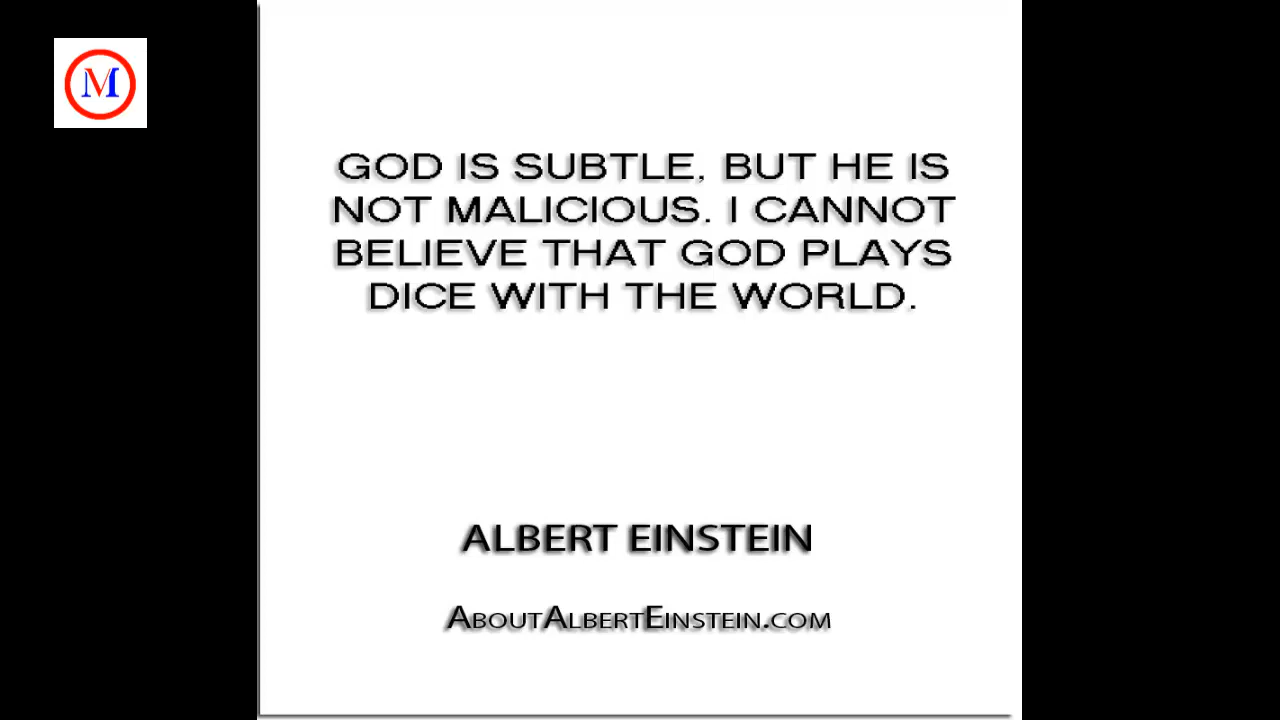 M
GOD IS SUBTLE, BUT HE IS
NOT MALICIOUS. I CANNOT
BELIEVE THAT GOD PLAYS
DICE WITH THE WORLD.
ALBERT EINSTEIN
ABOUTALBERTEINSTEIN.COM